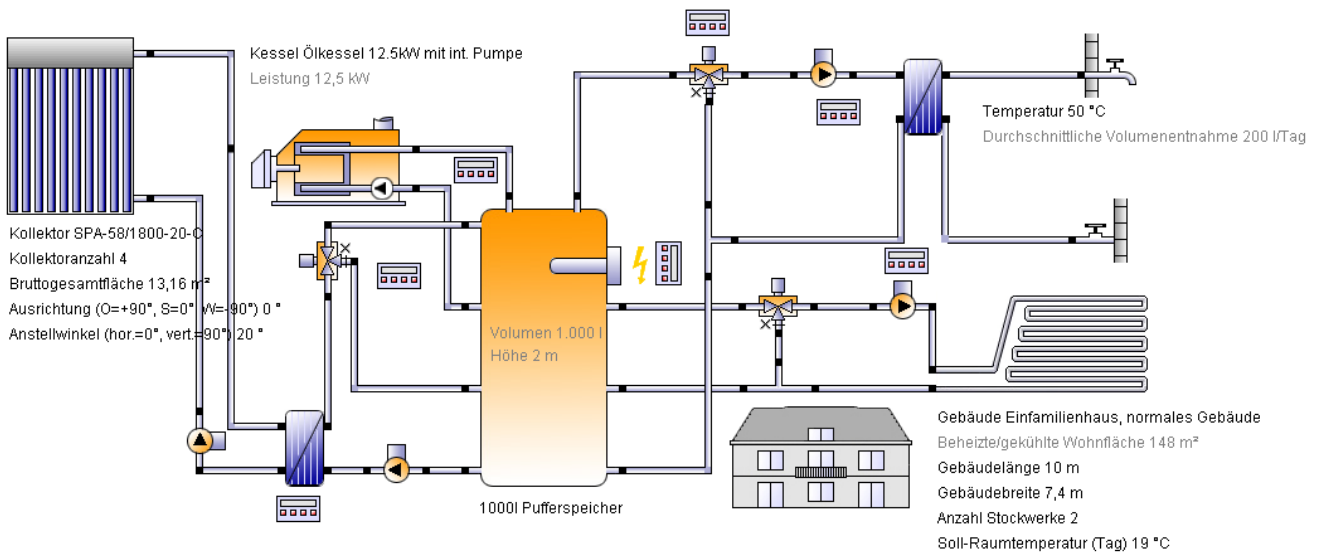 Kessel Ölkessel 12.5kW mit int. Pumpe
Leistung 12,5 kW
Temperatur 50 °C
Durchschnittliche Volumenentnahme 200 l/Tag
Kollektor SPA-58/1800-20-C
Kollektoranzahl 4
Bruttogesamtfläche 13,16 m²
Ausrichtung (O=+90°, S=0°, W=-90°) 0 °
Anstellwinkel (hor.=0°, vert.=90°) 20 °
Volumen 1.000 l
Höhe 2 m
1000l Pufferspeicher
Gebäude Einfamilienhaus, normales Gebäude
Beheizte/gekühlte Wohnfläche 148 m²
Gebäudelänge 10 m
Gebäudebreite 7,4 m
Anzahl Stockwerke 2
Soll-Raumtemperatur (Tag) 19 °C